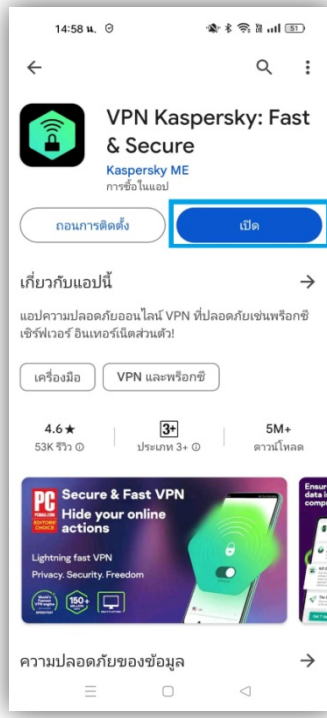 14:58 น.
51
VPN Kaspersky: Fast
& Secure
Kaspersky ME
การซื้อในแอป
ถอนการติดตั้ง
เปิด
เกี่ยวกับแอปนี้
แอปความปลอดภัยออนไลน์ VPN ที่ปลอดภัยเช่นพร็อกซี
เซิร์ฟเวอร์ อินเทอร์เน็ตส่วนตัว!
เครื่องมือ
VPN และพร็อกซี
4.6★
3+
5M+
53K รีวิว
ประเภท 3+
ดาวน์โหลด
PC
EDITORS'
CHOICE
Secure & Fast VPN
Hide your online
actions
Lightning fast VPN
Privacy. Security. Freedom
150+
Ensur
data i
compu
ความปลอดภัยของข้อมูล